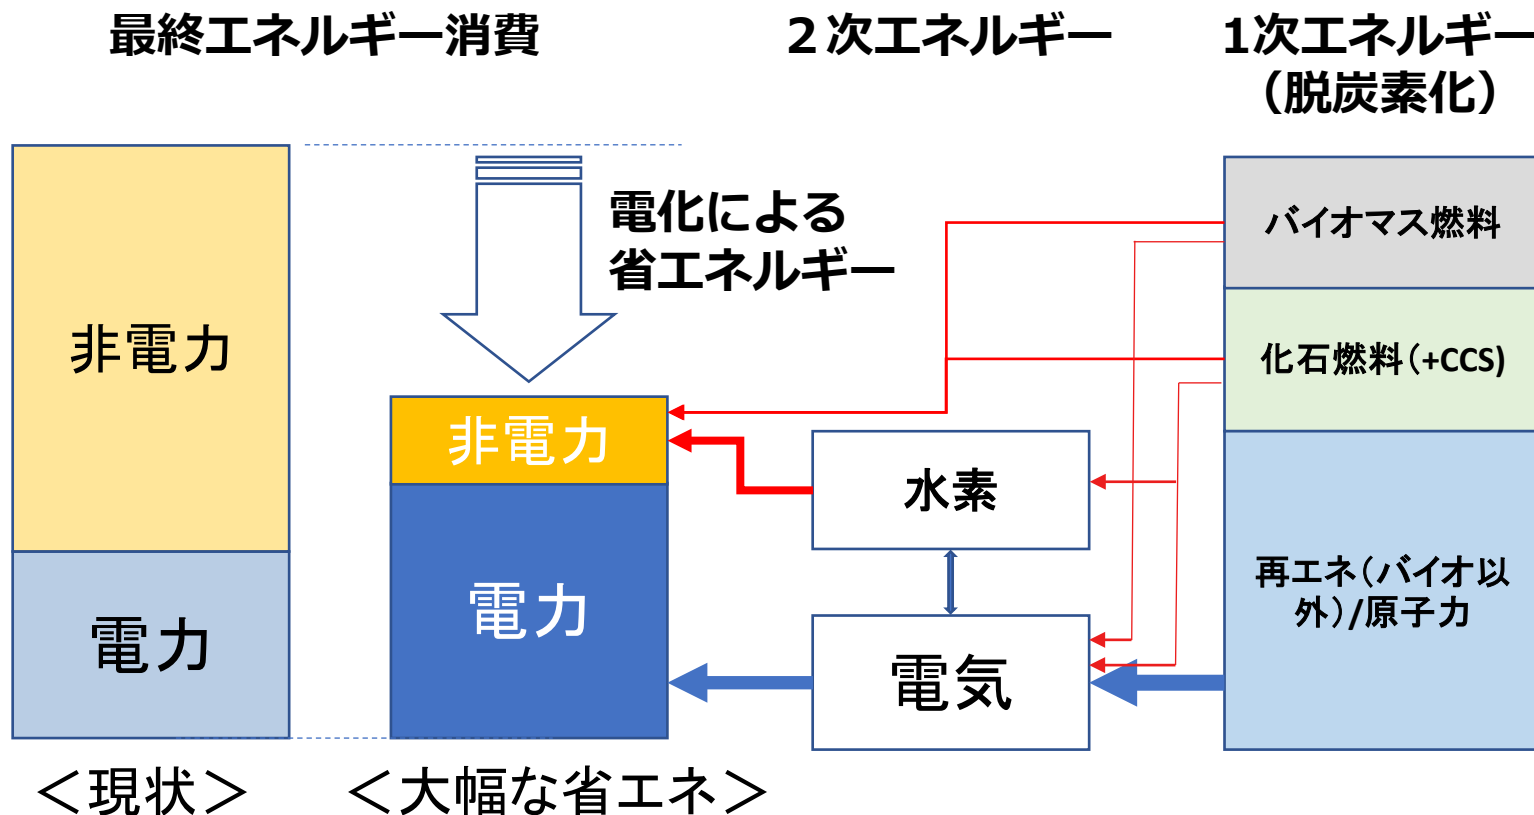 最終エネルギー消費
２次エネルギー
1次エネルギー
（脱炭素化）
電化による
省エネルギー
非電力
電力
非電力
電力
水素
電気
バイオマス燃料
化石燃料（+CCS)
再エネ（バイオ以
外）/原子力
＜現状＞
＜大幅な省エネ＞